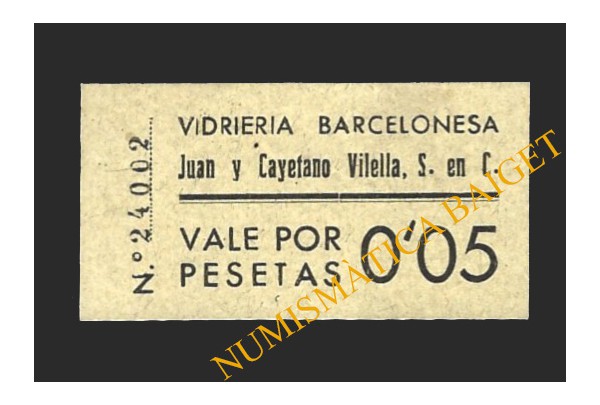 N.º 24002
VIDRIERIA BARCELONESA
Juan y Cayetano Vilella, S. en C.
VALE POR
PESETAS 0'05
NUMISMÀTICA BAIGET